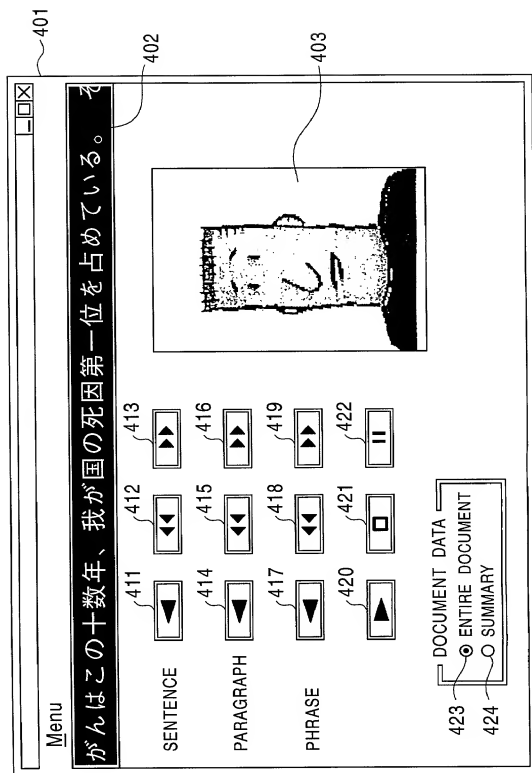 401
Menu
がんはこの十数年、我が国の死因第一位を占めている。 そ
402
403
411 412 413
SENTENCE
414 415 416
PARAGRAPH
417 418 419
PHRASE
420 421 422
DOCUMENT DATA
423 ENTIRE DOCUMENT
424 SUMMARY